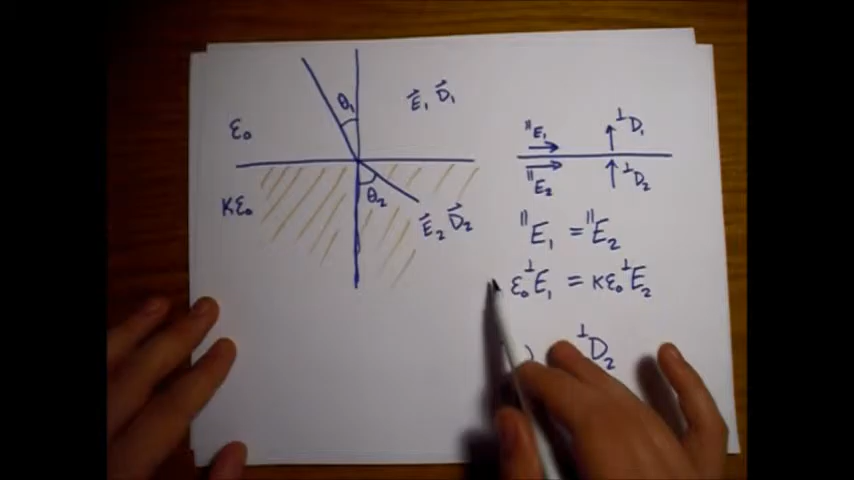 θ₁
E⃗₁ D⃗₁
ε₀
Kε₀
θ₂
E⃗₂ D⃗₂
∥E₁
⊥D₁
∥E₂
⊥D₂
∥E₁ = ∥E₂
ε₀⊥E₁ = Kε₀⊥E₂
⊥D₂